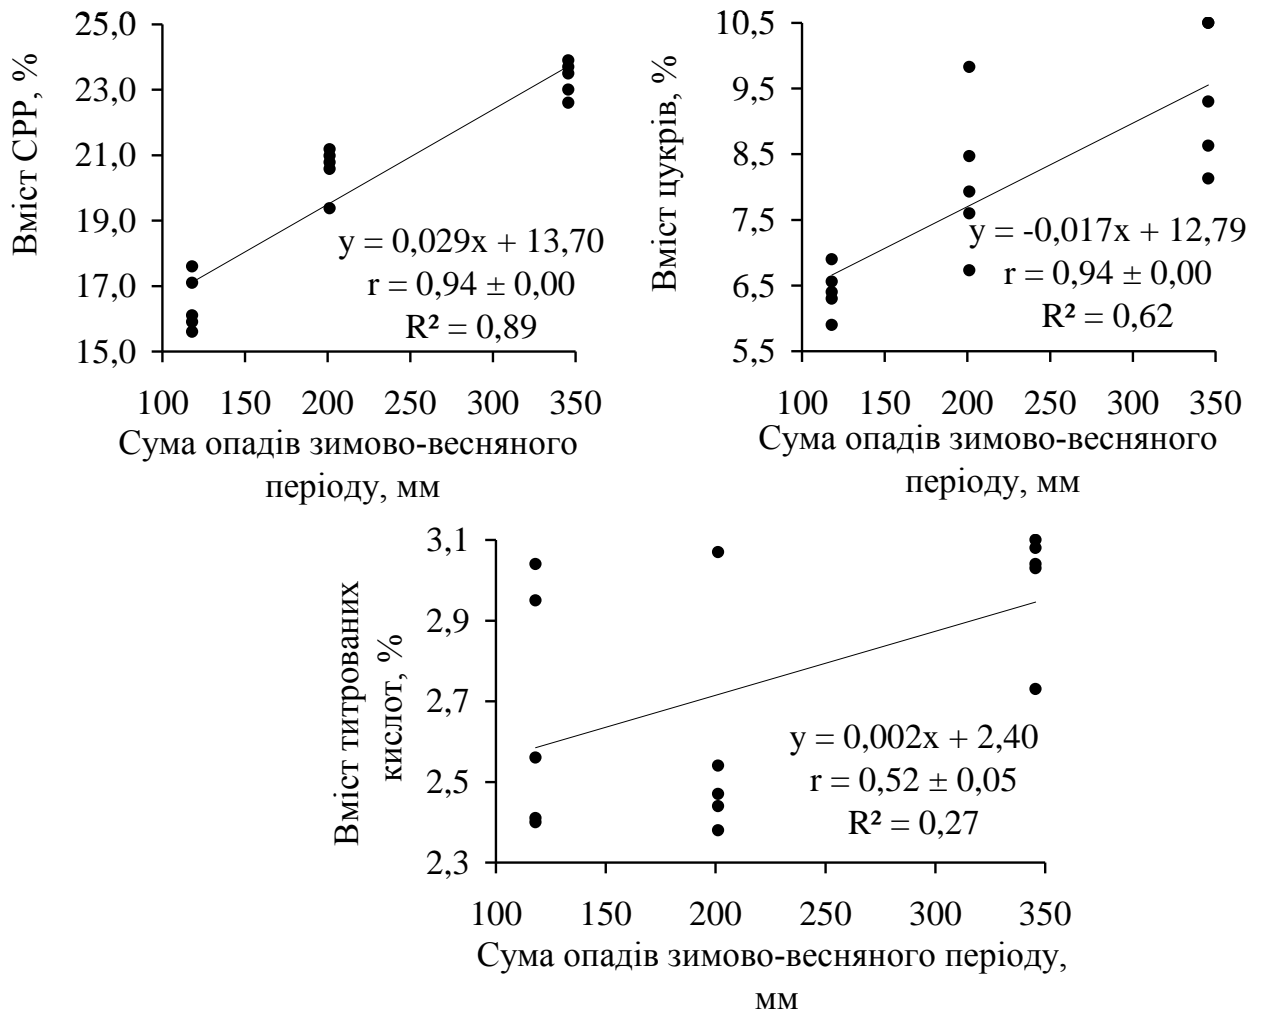 Вміст СРР, %
25,0
23,0
21,0
19,0
17,0
15,0
y = 0,029x + 13,70
r = 0,94 ± 0,00
R² = 0,89
100 150 200 250 300 350
Сума опадів зимово-весняного
періоду, мм
Вміст цукрів, %
10,5
9,5
8,5
7,5
6,5
5,5
y = -0,017x + 12,79
r = 0,94 ± 0,00
R² = 0,62
100 150 200 250 300 350
Сума опадів зимово-весняного
періоду, мм
Вміст титрованих
кислот, %
3,1
2,9
2,7
2,5
2,3
y = 0,002x + 2,40
r = 0,52 ± 0,05
R² = 0,27
100 150 200 250 300 350
Сума опадів зимово-весняного періоду,
мм